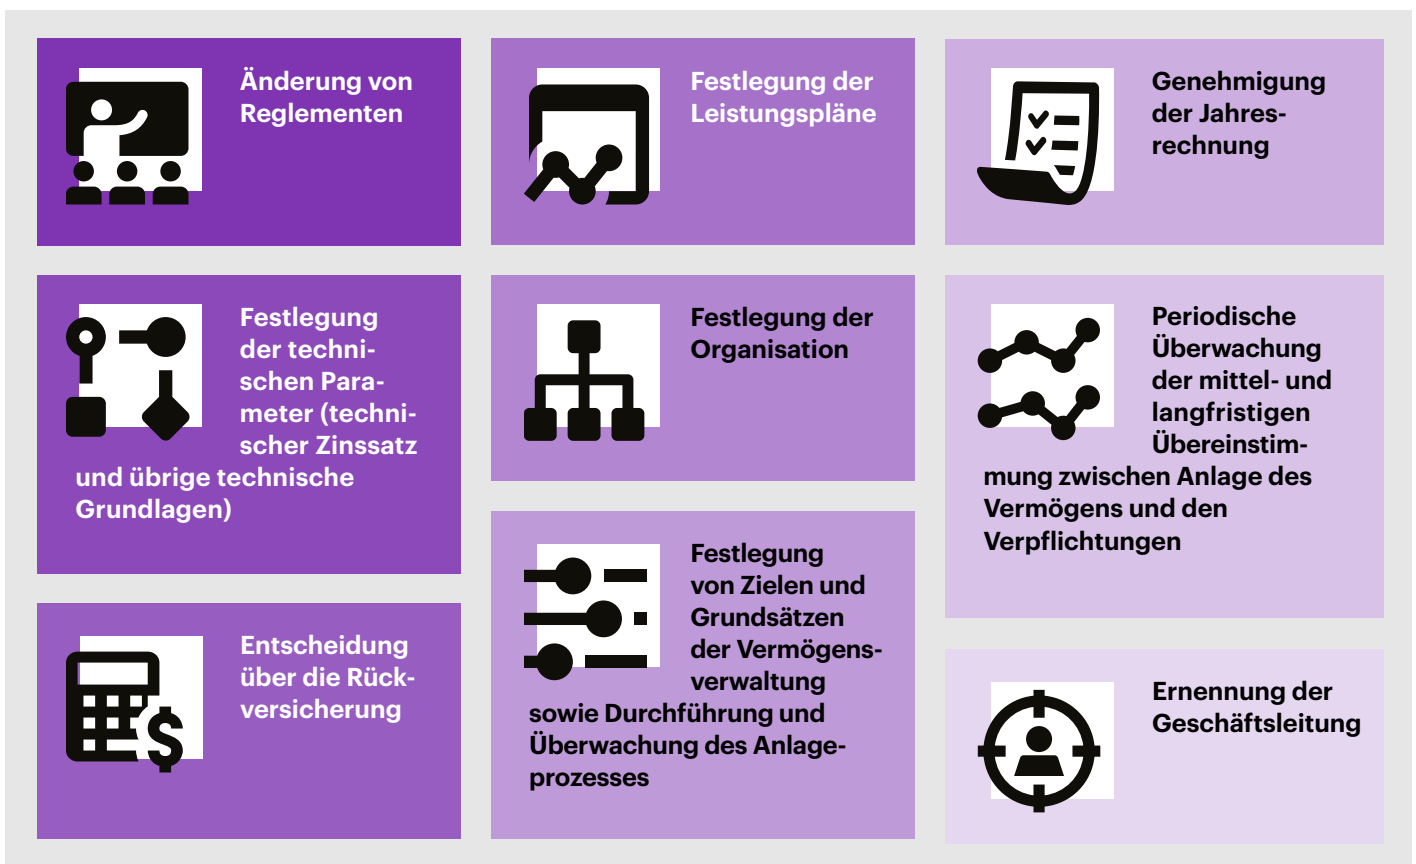 Änderung von
Reglementen
Festlegung
der techni-
schen Para-
meter (techni-
scher Zinssatz
und übrige technische
Grundlagen)
Entscheidung
über die Rück-
versicherung
Festlegung der
Leistungspläne
Festlegung der
Organisation
Festlegung
von Zielen und
Grundsätzen
der Vermögens-
verwaltung
sowie Durchführung und
Überwachung des Anlage-
prozesses
Genehmigung
der Jahres-
rechnung
Periodische
Überwachung
der mittel- und
langfristigen
Übereinstim-
mung zwischen Anlage des
Vermögens und den
Verpflichtungen
Ernennung der
Geschäftsleitung